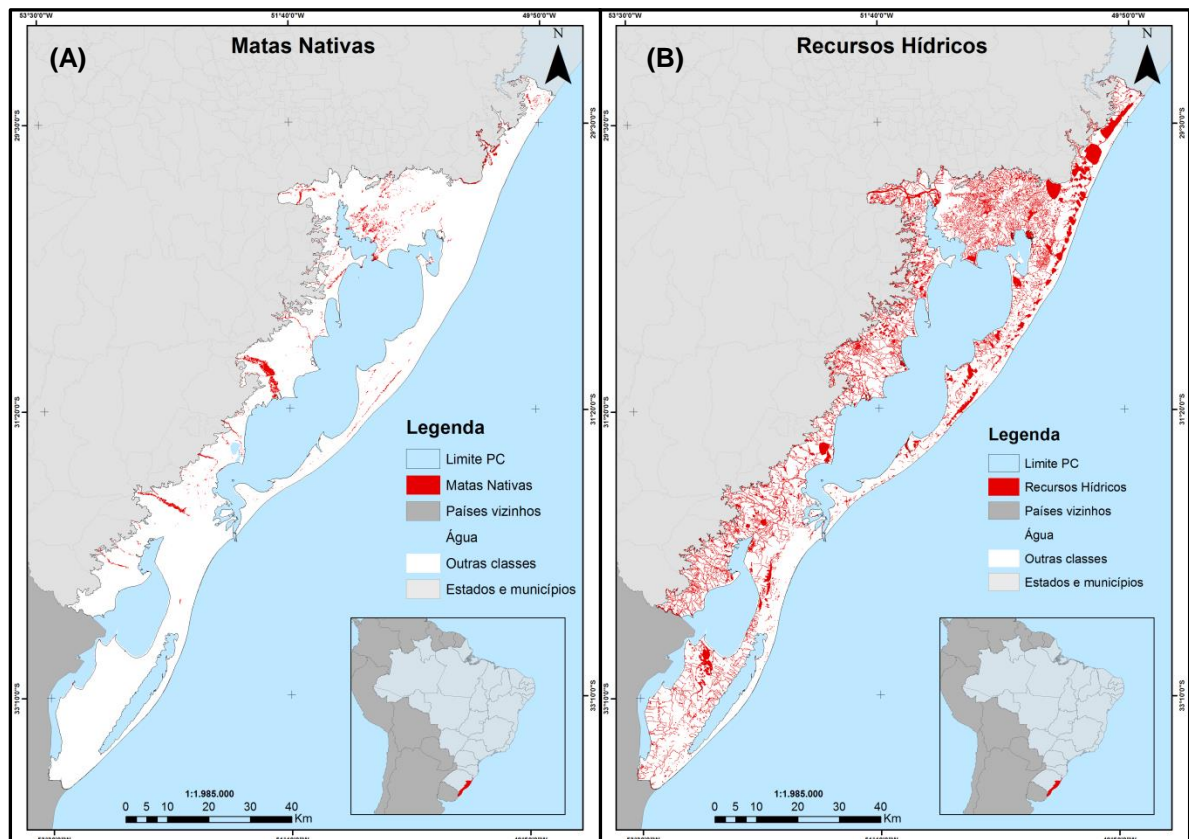 53°30'0"W 51°40'0"W 49°50'0"W
(A)
Matas Nativas
N
29°30'0"S
31°20'0"S
33°10'0"S
Legenda
Limite PC
Matas Nativas
Países vizinhos
Água
Outras classes
Estados e municípios
1:1.985.000
0 5 10 20 30 40
Km
53°30'0"W 51°40'0"W 49°50'0"W
(B)
Recursos Hídricos
N
29°30'0"S
31°20'0"S
33°10'0"S
Legenda
Limite PC
Recursos Hídricos
Países vizinhos
Água
Outras classes
Estados e municípios
1:1.985.000
0 5 10 20 30 40
Km